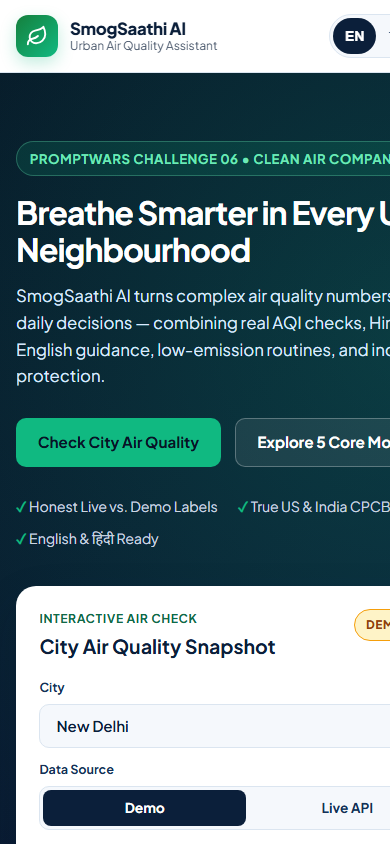 SmogSaathi AI
Urban Air Quality Assistant
EN
PROMPTWARS CHALLENGE 06 • CLEAN AIR COMPAN
Breathe Smarter in Every U
Neighbourhood
SmogSaathi AI turns complex air quality numbers
daily decisions — combining real AQI checks, Hin
English guidance, low-emission routines, and ind
protection.
Check City Air Quality
Explore 5 Core Mo
✓ Honest Live vs. Demo Labels
✓ True US & India CPCB
✓ English & हिंदी Ready
INTERACTIVE AIR CHECK
DEM
City Air Quality Snapshot
City
New Delhi
Data Source
Demo
Live API